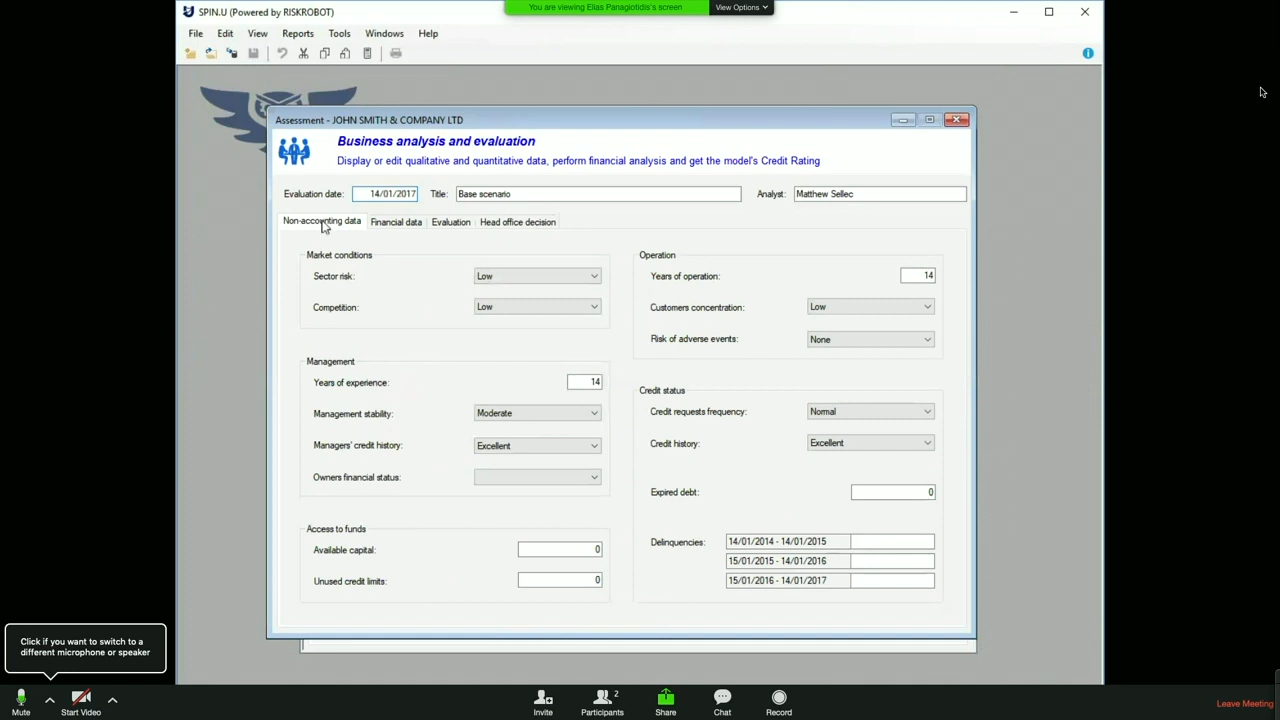 You are viewing Elias Panagiotidis's screen
View Options
SPIN.U (Powered by RISKROBOT)
File Edit View Reports Tools Windows Help
Assessment - JOHN SMITH & COMPANY LTD
Business analysis and evaluation
Display or edit qualitative and quantitative data, perform financial analysis and get the model's Credit Rating
Evaluation date: 14/01/2017 Title: Base scenario Analyst: Matthew Sellec
Non-accounting data Financial data Evaluation Head office decision
Market conditions
Sector risk: Low
Competition: Low
Management
Years of experience: 14
Management stability: Moderate
Managers' credit history: Excellent
Owners financial status:
Access to funds
Available capital: 0
Unused credit limits: 0
Operation
Years of operation: 14
Customers concentration: Low
Risk of adverse events: None
Credit status
Credit requests frequency: Normal
Credit history: Excellent
Expired debt: 0
Delinquencies: 14/01/2014 - 14/01/2015
15/01/2015 - 14/01/2016
15/01/2016 - 14/01/2017
Click if you want to switch to a
different microphone or speaker
Mute Start Video Invite Participants 2 Share Chat Record Leave Meeting